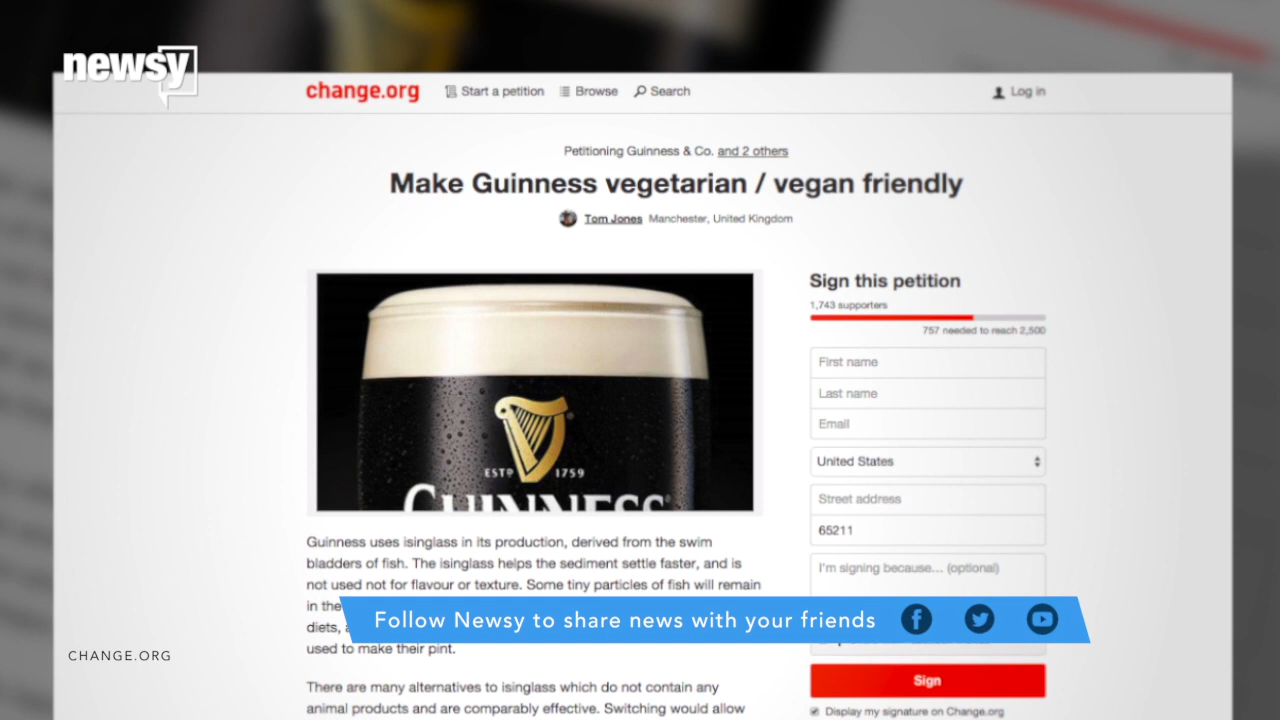 newsy
change.org Start a petition Browse Search Log in
Petitioning Guinness & Co. and 2 others
Make Guinness vegetarian / vegan friendly
Tom Jones Manchester, United Kingdom
ESTD 1759
GUINNESS
Guinness uses isinglass in its production, derived from the swim
bladders of fish. The isinglass helps the sediment settle faster, and is
not used not for flavour or texture. Some tiny particles of fish will remain
in the
diets,
used to make their pint.
There are many alternatives to isinglass which do not contain any
animal products and are comparably effective. Switching would allow
Sign this petition
1,743 supporters
757 needed to reach 2,500
First name
Last name
Email
United States
Street address
65211
I'm signing because... (optional)
Sign
Display my signature on Change.org
Follow Newsy to share news with your friends
CHANGE.ORG